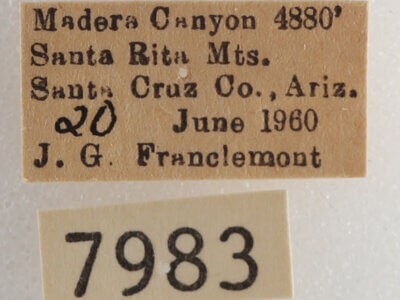 Madera Canyon 4880'
Santa Rita Mts.
Santa Cruz Co., Ariz.
20 June 1960
J. G. Franclemont
7983